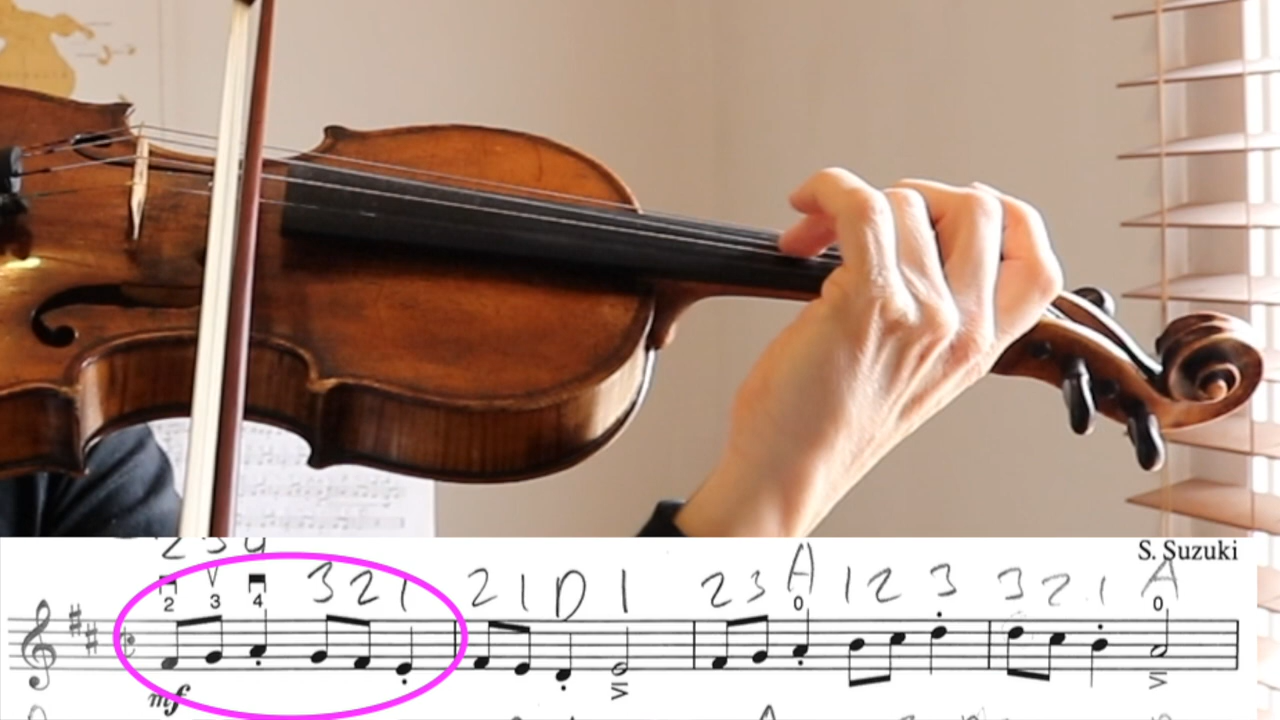 2 3 4
S. Suzuki
3 2 1 2 1 D 1 2 3 A 1 2 3 3 2 1 A
2 3 4 0 0
mf